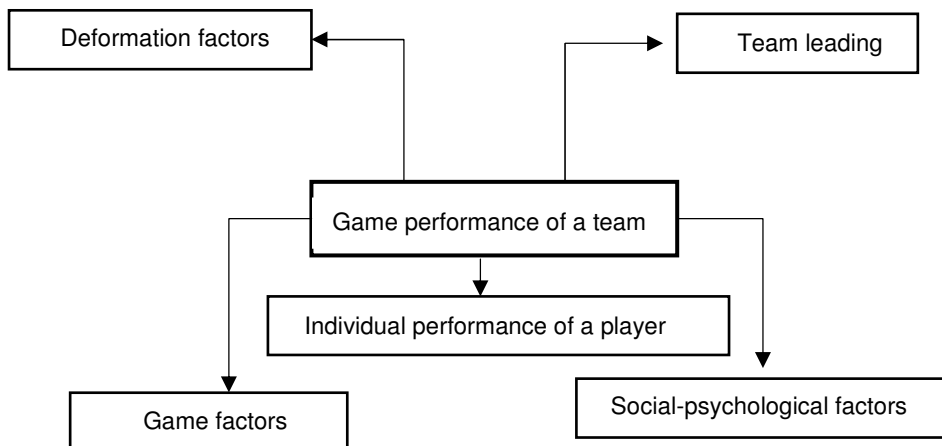 Deformation factors
Team leading
Game performance of a team
Individual performance of a player
Social-psychological factors
Game factors